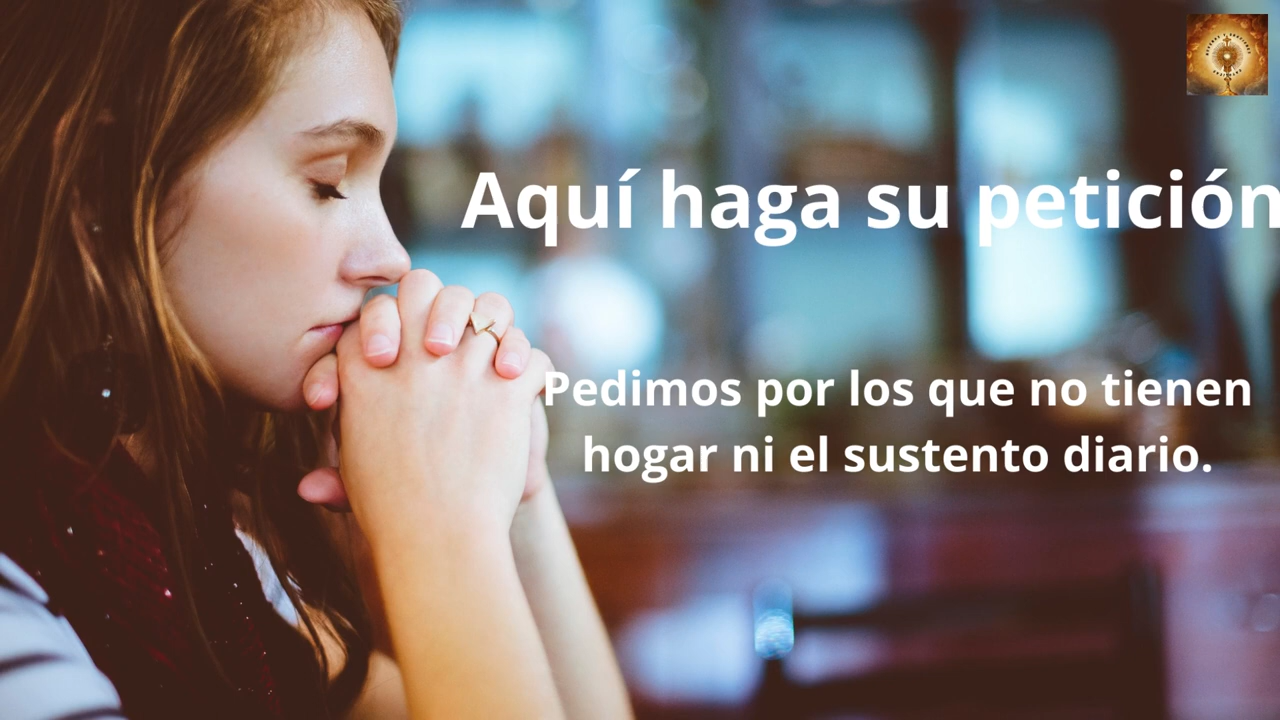 Aquí haga su petición
Pedimos por los que no tienen
hogar ni el sustento diario.